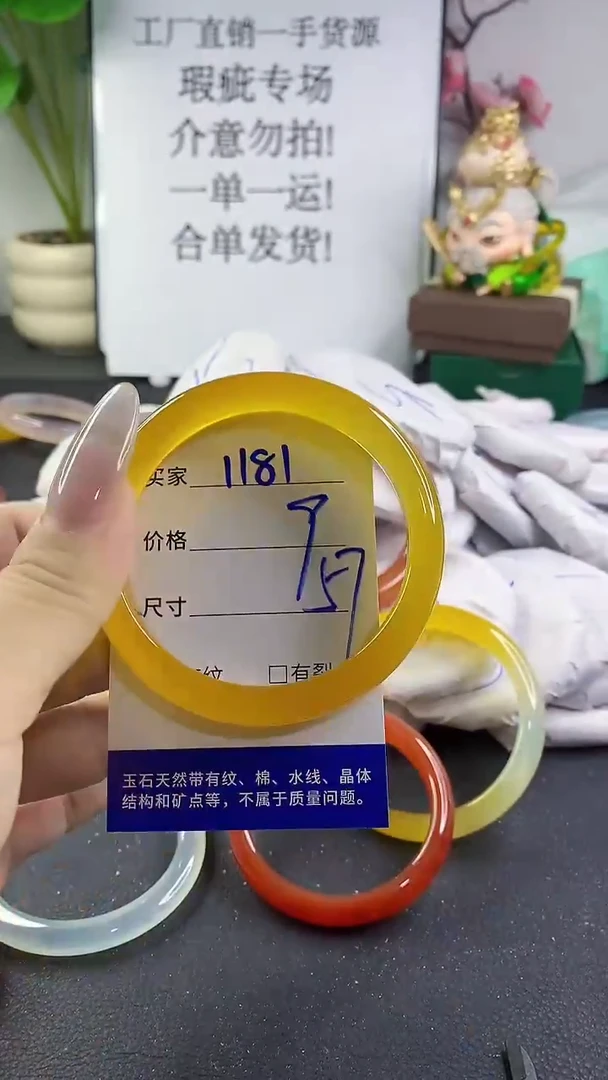 工厂直销一手货源
瑕疵专场
介意勿拍!
一单一运!
合单发货!
买家 1181
价格
尺寸 57
纹 □有裂
玉石天然带有纹、棉、水线、晶体
结构和矿点等，不属于质量问题。